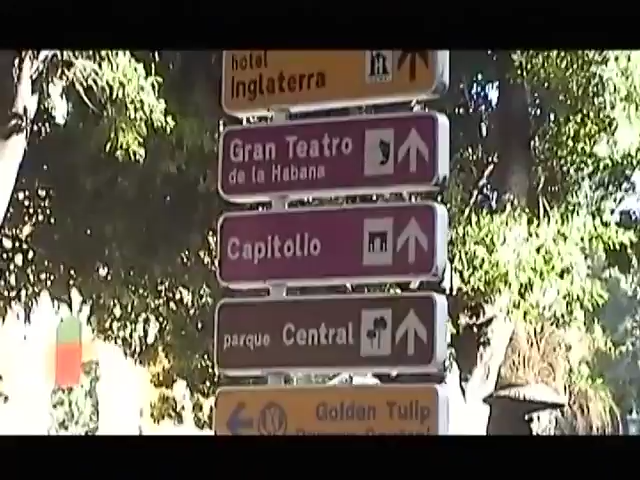 hotel
Inglaterra
Gran Teatro
de la Habana
Capitolio
parque Central
Golden Tulip